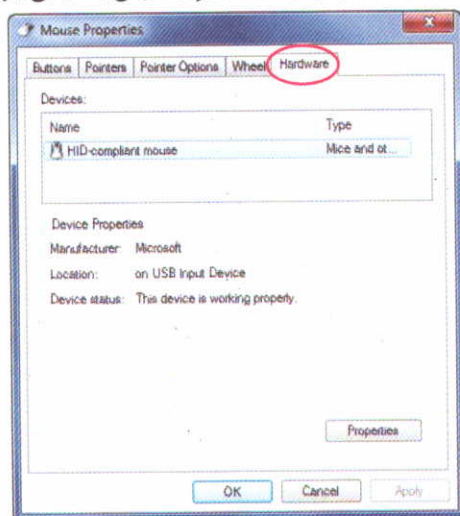 Mouse Properties
Buttons Pointers Pointer Options Wheel Hardware
Devices:
Name Type
HID-compliant mouse Mice and ot...
Device Properties
Manufacturer: Microsoft
Location: on USB Input Device
Device status: This device is working properly.
Properties
OK Cancel Apply